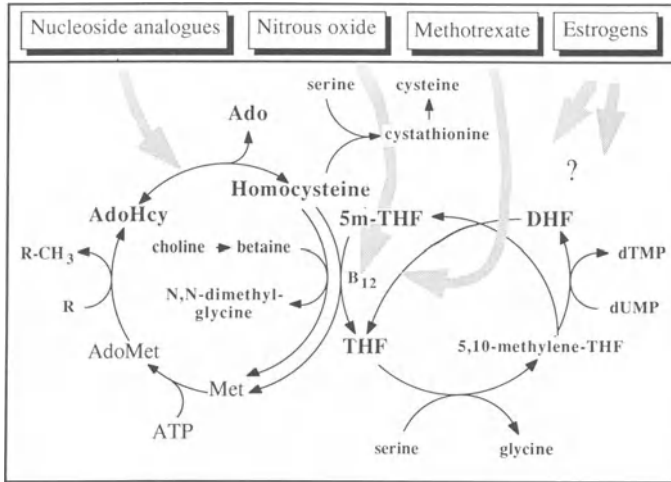 Nucleoside analogues
Nitrous oxide
Methotrexate
Estrogens
serine
cysteine
cystathionine
Ado
?
Homocysteine
AdoHcy
5m-THF
DHF
R-CH₃
choline
betaine
B₁₂
dTMP
R
N,N-dimethyl-
glycine
dUMP
AdoMet
THF
5,10-methylene-THF
Met
ATP
serine
glycine